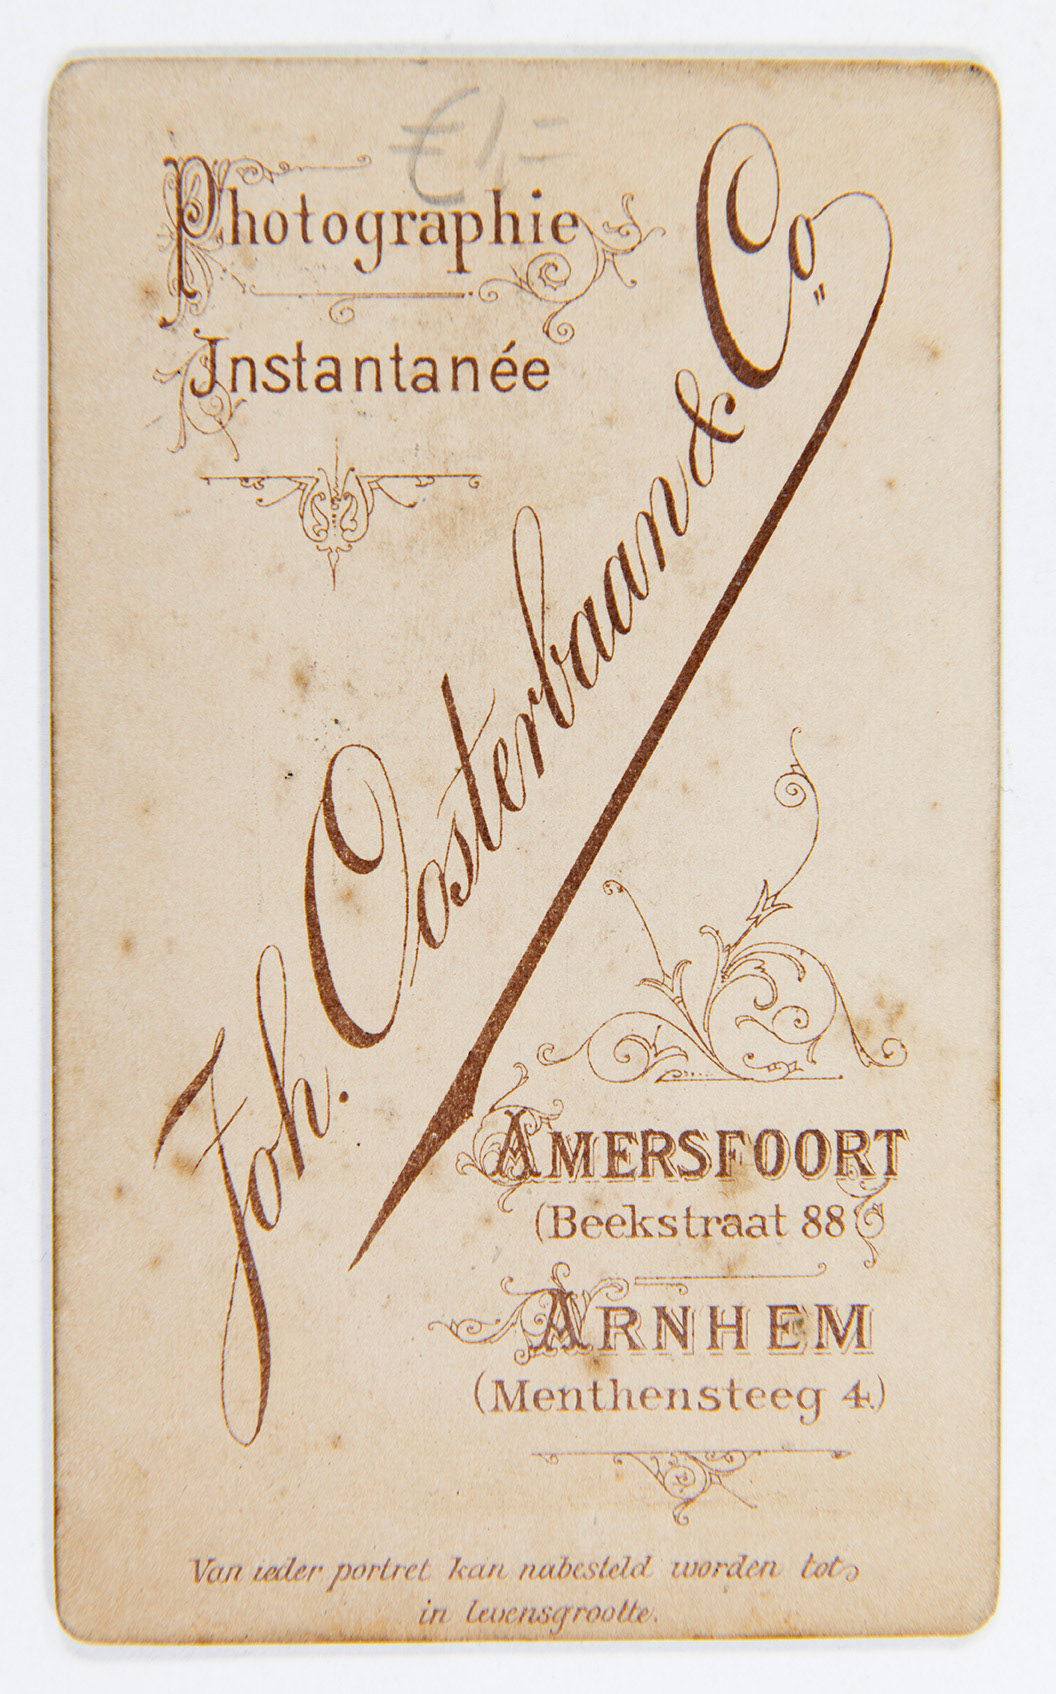 € 1,=
Photographie
Instantanée
Joh. Oosterbaan & Co
AMERSFOORT
(Beekstraat 88)
ARNHEM
(Menthensteeg 4.)
Van ieder portret kan nabesteld worden tot
in levensgrootte.